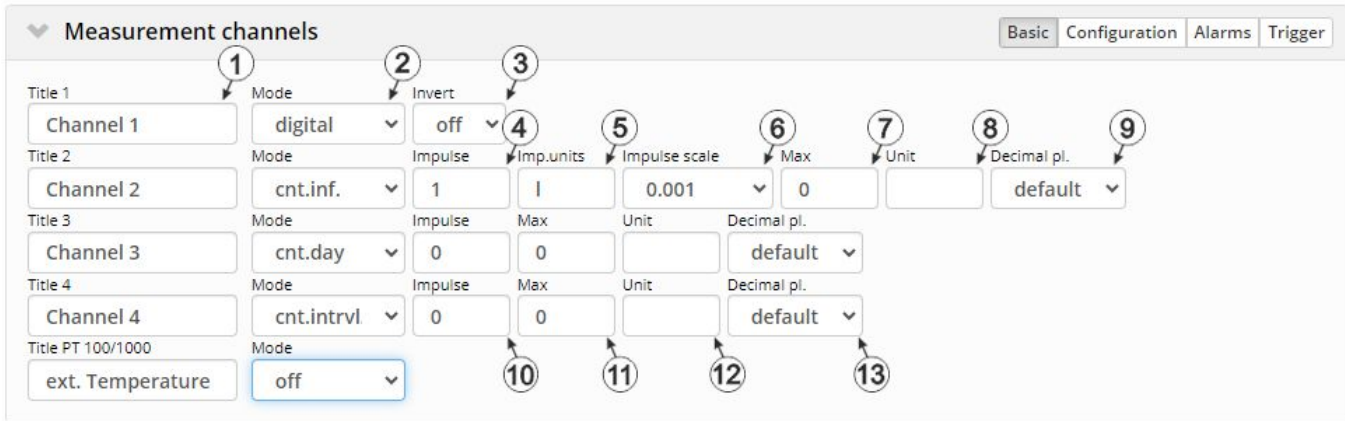 Measurement channels Basic Configuration Alarms Trigger
1 2 3
Title 1 Mode Invert
Channel 1 digital off
4 5 6 7 8 9
Title 2 Mode Impulse Imp.units Impulse scale Max Unit Decimal pl.
Channel 2 cnt.inf. 1 l 0.001 0 default
Title 3 Mode Impulse Max Unit Decimal pl.
Channel 3 cnt.day 0 0 default
Title 4 Mode Impulse Max Unit Decimal pl.
Channel 4 cnt.intrvl. 0 0 default
Title PT 100/1000 Mode
ext. Temperature off
10 11 12 13